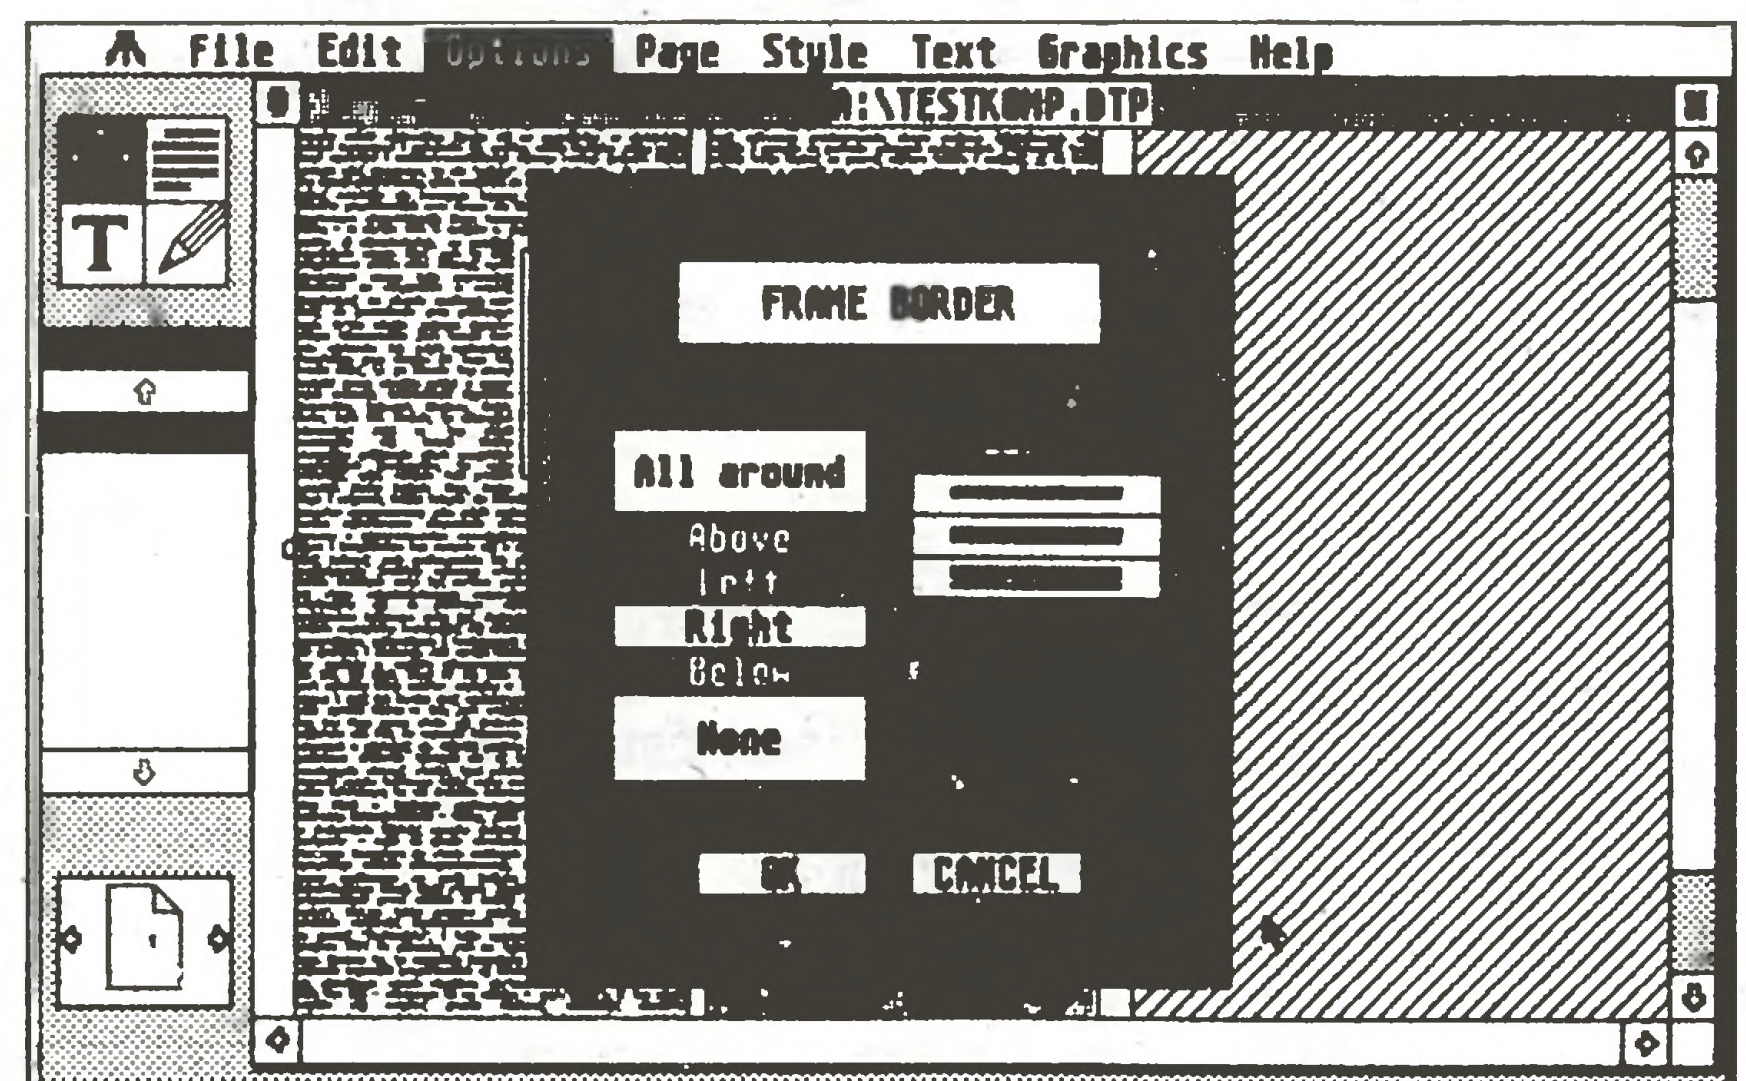 File Edit Options Page Style Text Graphics Help
A:\TESTKOMP.DTP
T
FRAME BORDER
All around
Above
Left
Right
Below
None
OK CANCEL
1